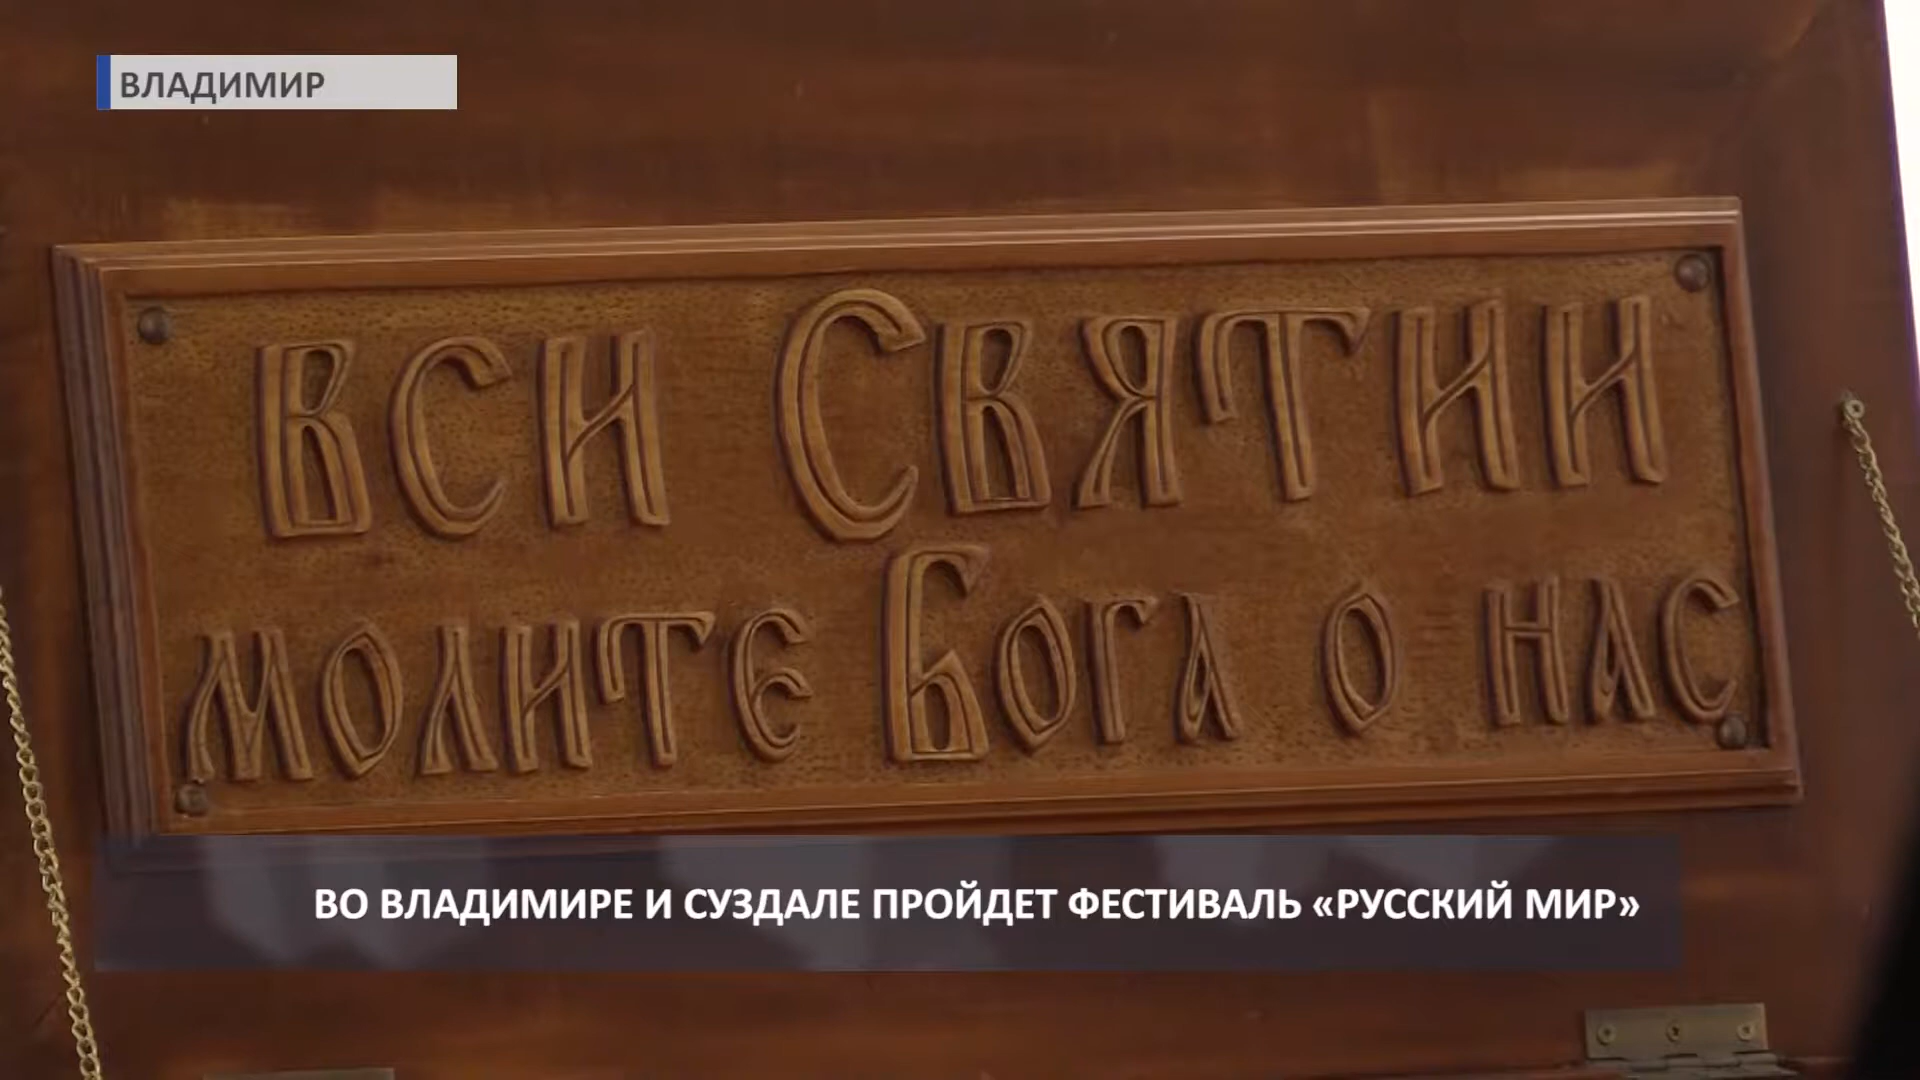 ВЛАДИМИР
вси Святии
молите Бога о нас
ВО ВЛАДИМИРЕ И СУЗДАЛЕ ПРОЙДЕТ ФЕСТИВАЛЬ «РУССКИЙ МИР»